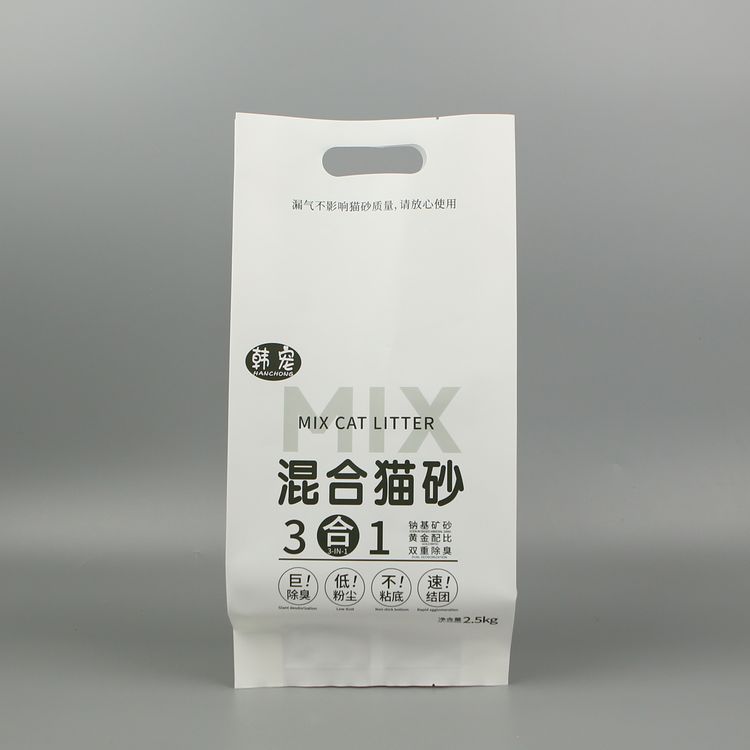 漏气不影响猫砂质量,请放心使用
韩宠
HANCHONG
MIX
MIX CAT LITTER
混合猫砂
3合1
3-IN-1
钠基矿砂
黄金配比
双重除臭
巨!
除臭
Giant deodorization
低!
粉尘
Low dust
不!
粘底
Non stick bottom
速!
结团
Rapid agglomeration
净含量2.5kg